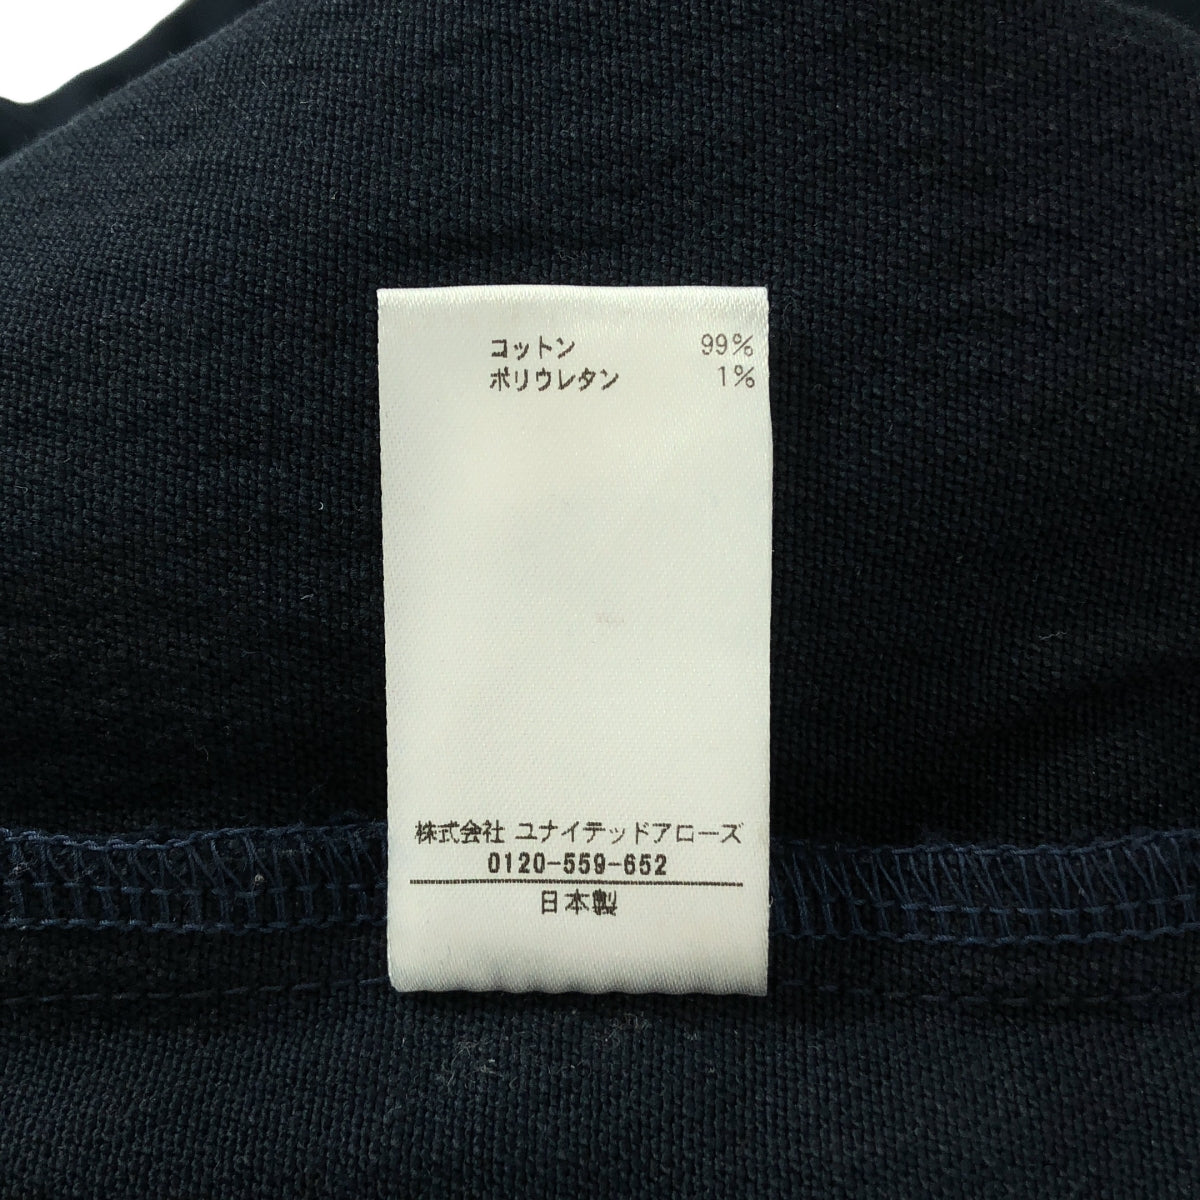 コットン 99%
ポリウレタン 1%
株式会社 ユナイテッドアローズ
0120-559-652
日本製